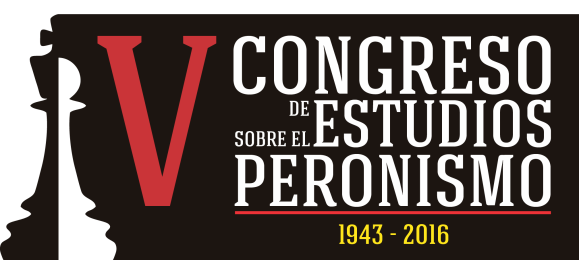 V
CONGRESO
DE
SOBRE EL ESTUDIOS
PERONISMO
1943 - 2016